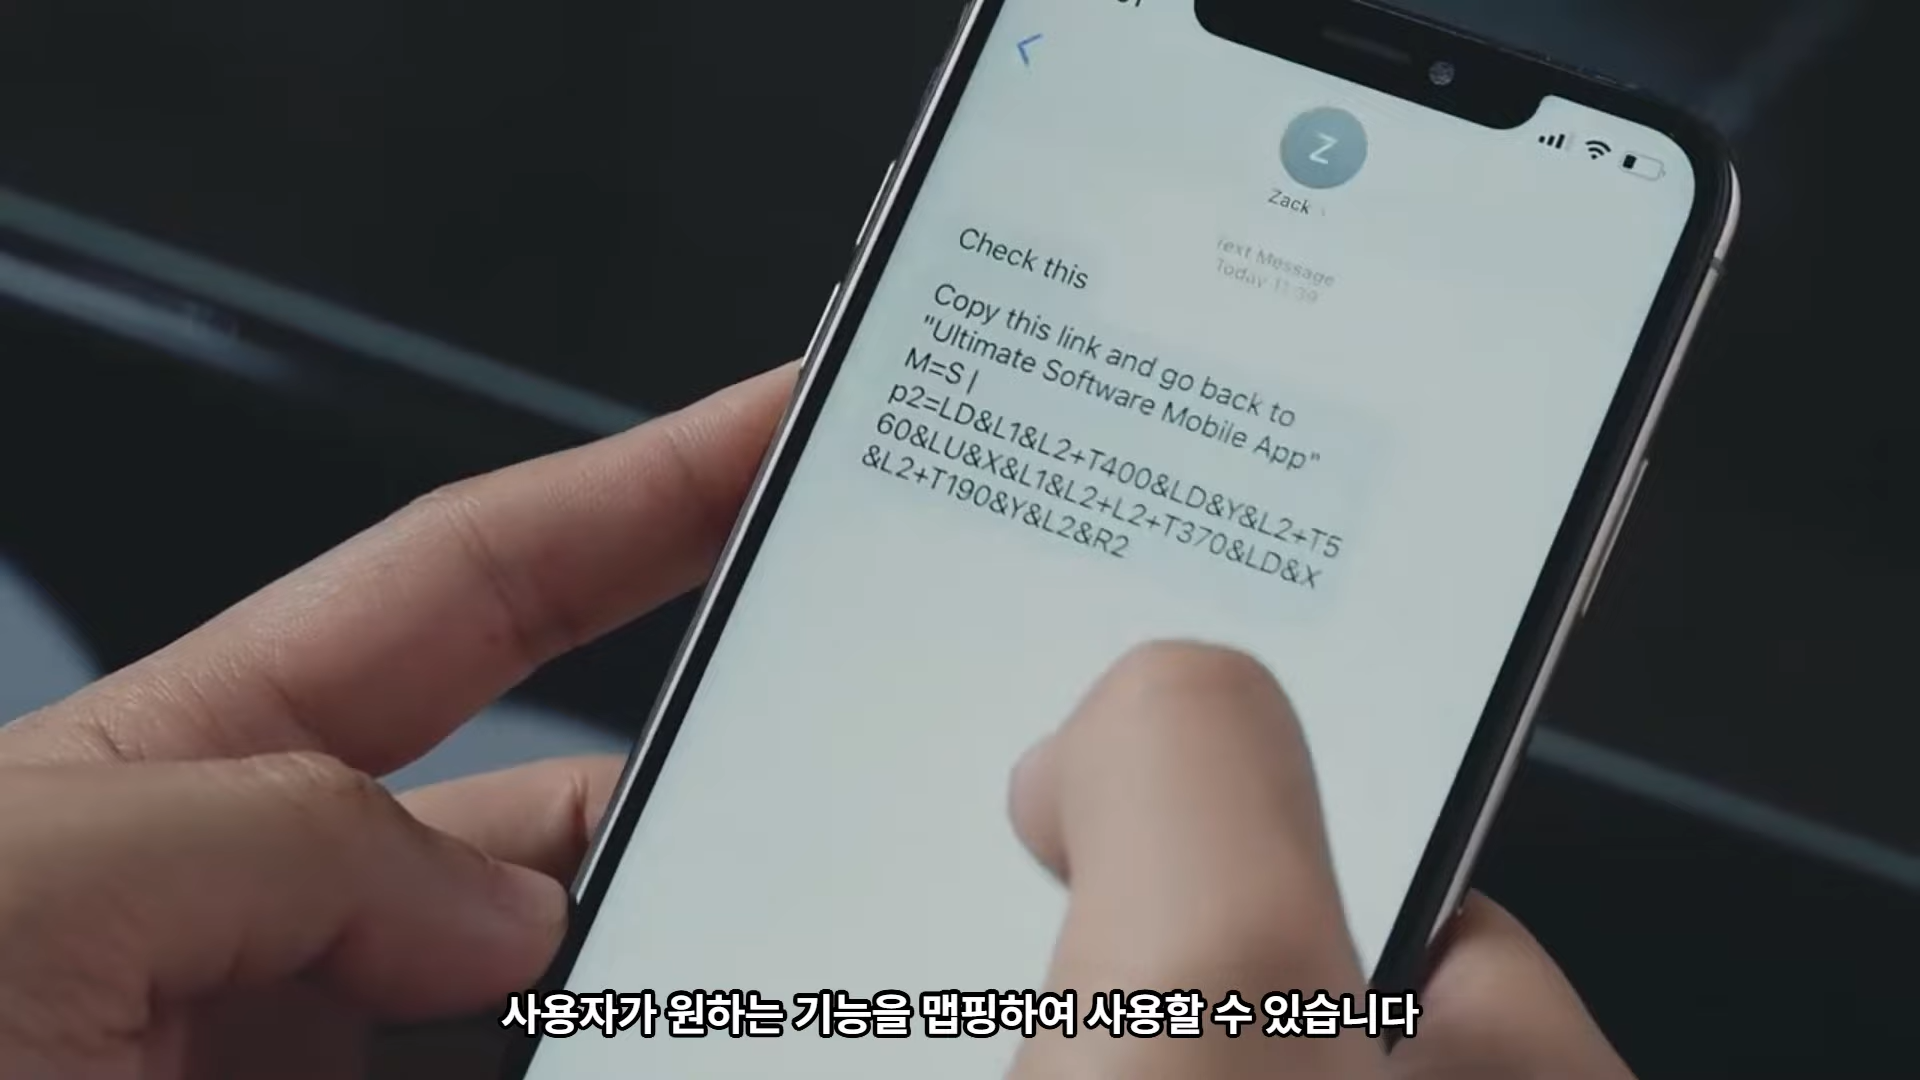 Z
Zack
Text Message
Today 11:39
Check this
Copy this link and go back to
"Ultimate Software Mobile App"
M=S |
p2=LD&L1&L2+T400&LD&Y&L2+T5
60&LU&X&L1&L2+L2+T370&LD&X
&L2+T190&Y&L2&R2
사용자가 원하는 기능을 맵핑하여 사용할 수 있습니다